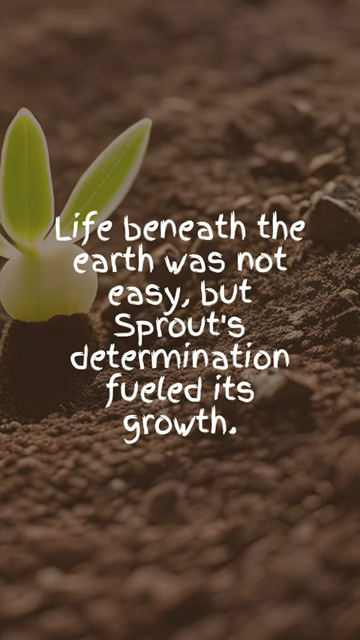 Life beneath the
earth was not
easy, but
Sprout's
determination
fueled its
growth.